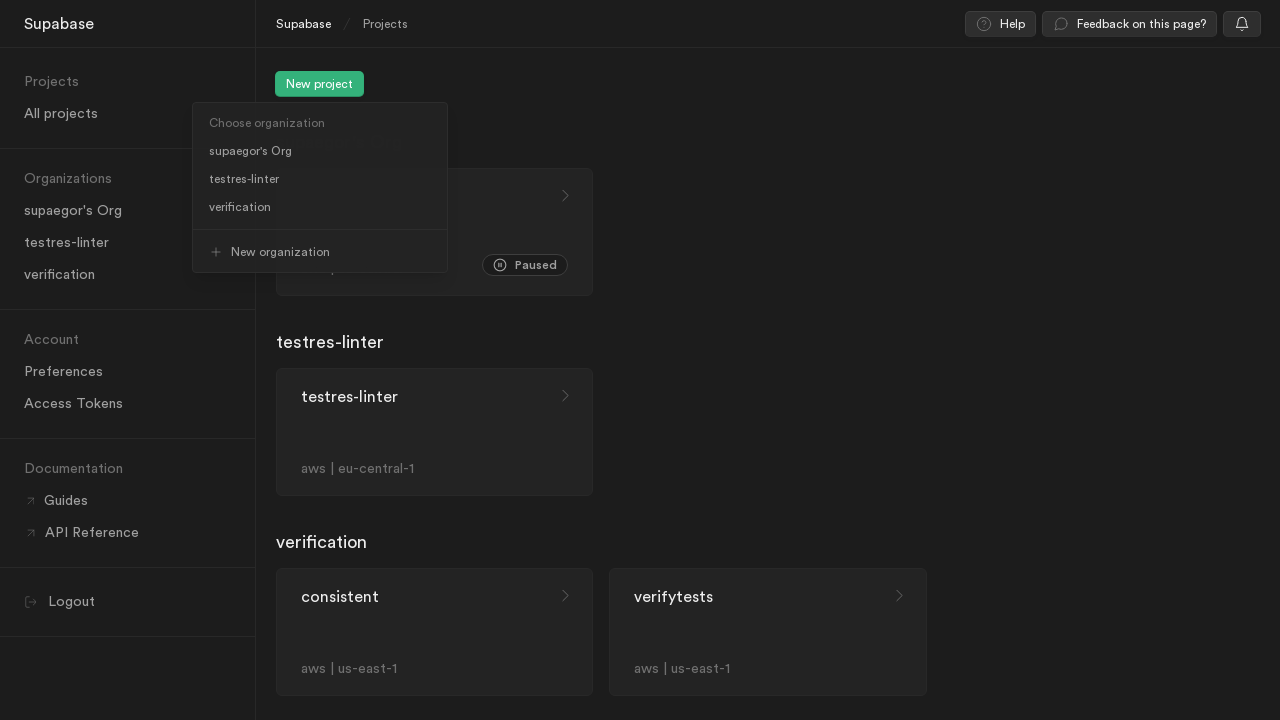 Supabase
Supabase / Projects
Help
Feedback on this page?
Projects
All projects
Organizations
supaegor's Org
testres-linter
verification
Account
Preferences
Access Tokens
Documentation
Guides
API Reference
Logout
New project
Choose organization
supaegor's Org
testres-linter
verification
New organization
Paused
testres-linter
testres-linter
aws | eu-central-1
verification
consistent
aws | us-east-1
verifytests
aws | us-east-1